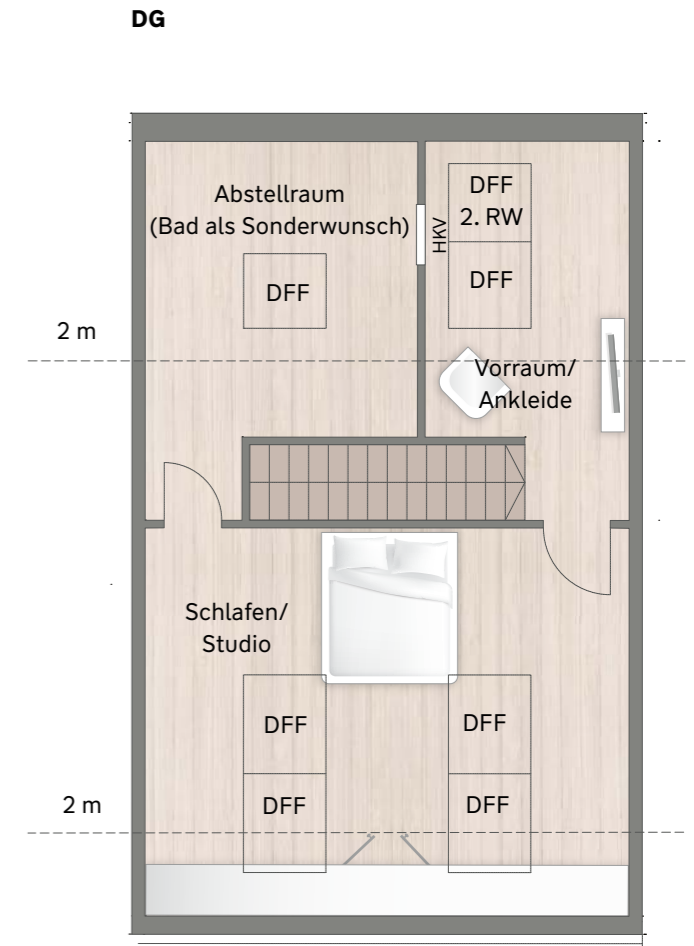 DG
Abstellraum
(Bad als Sonderwunsch)
DFF
HKV
DFF
2. RW
DFF
2 m
Vorraum/
Ankleide
Schlafen/
Studio
DFF
DFF
DFF
DFF
2 m